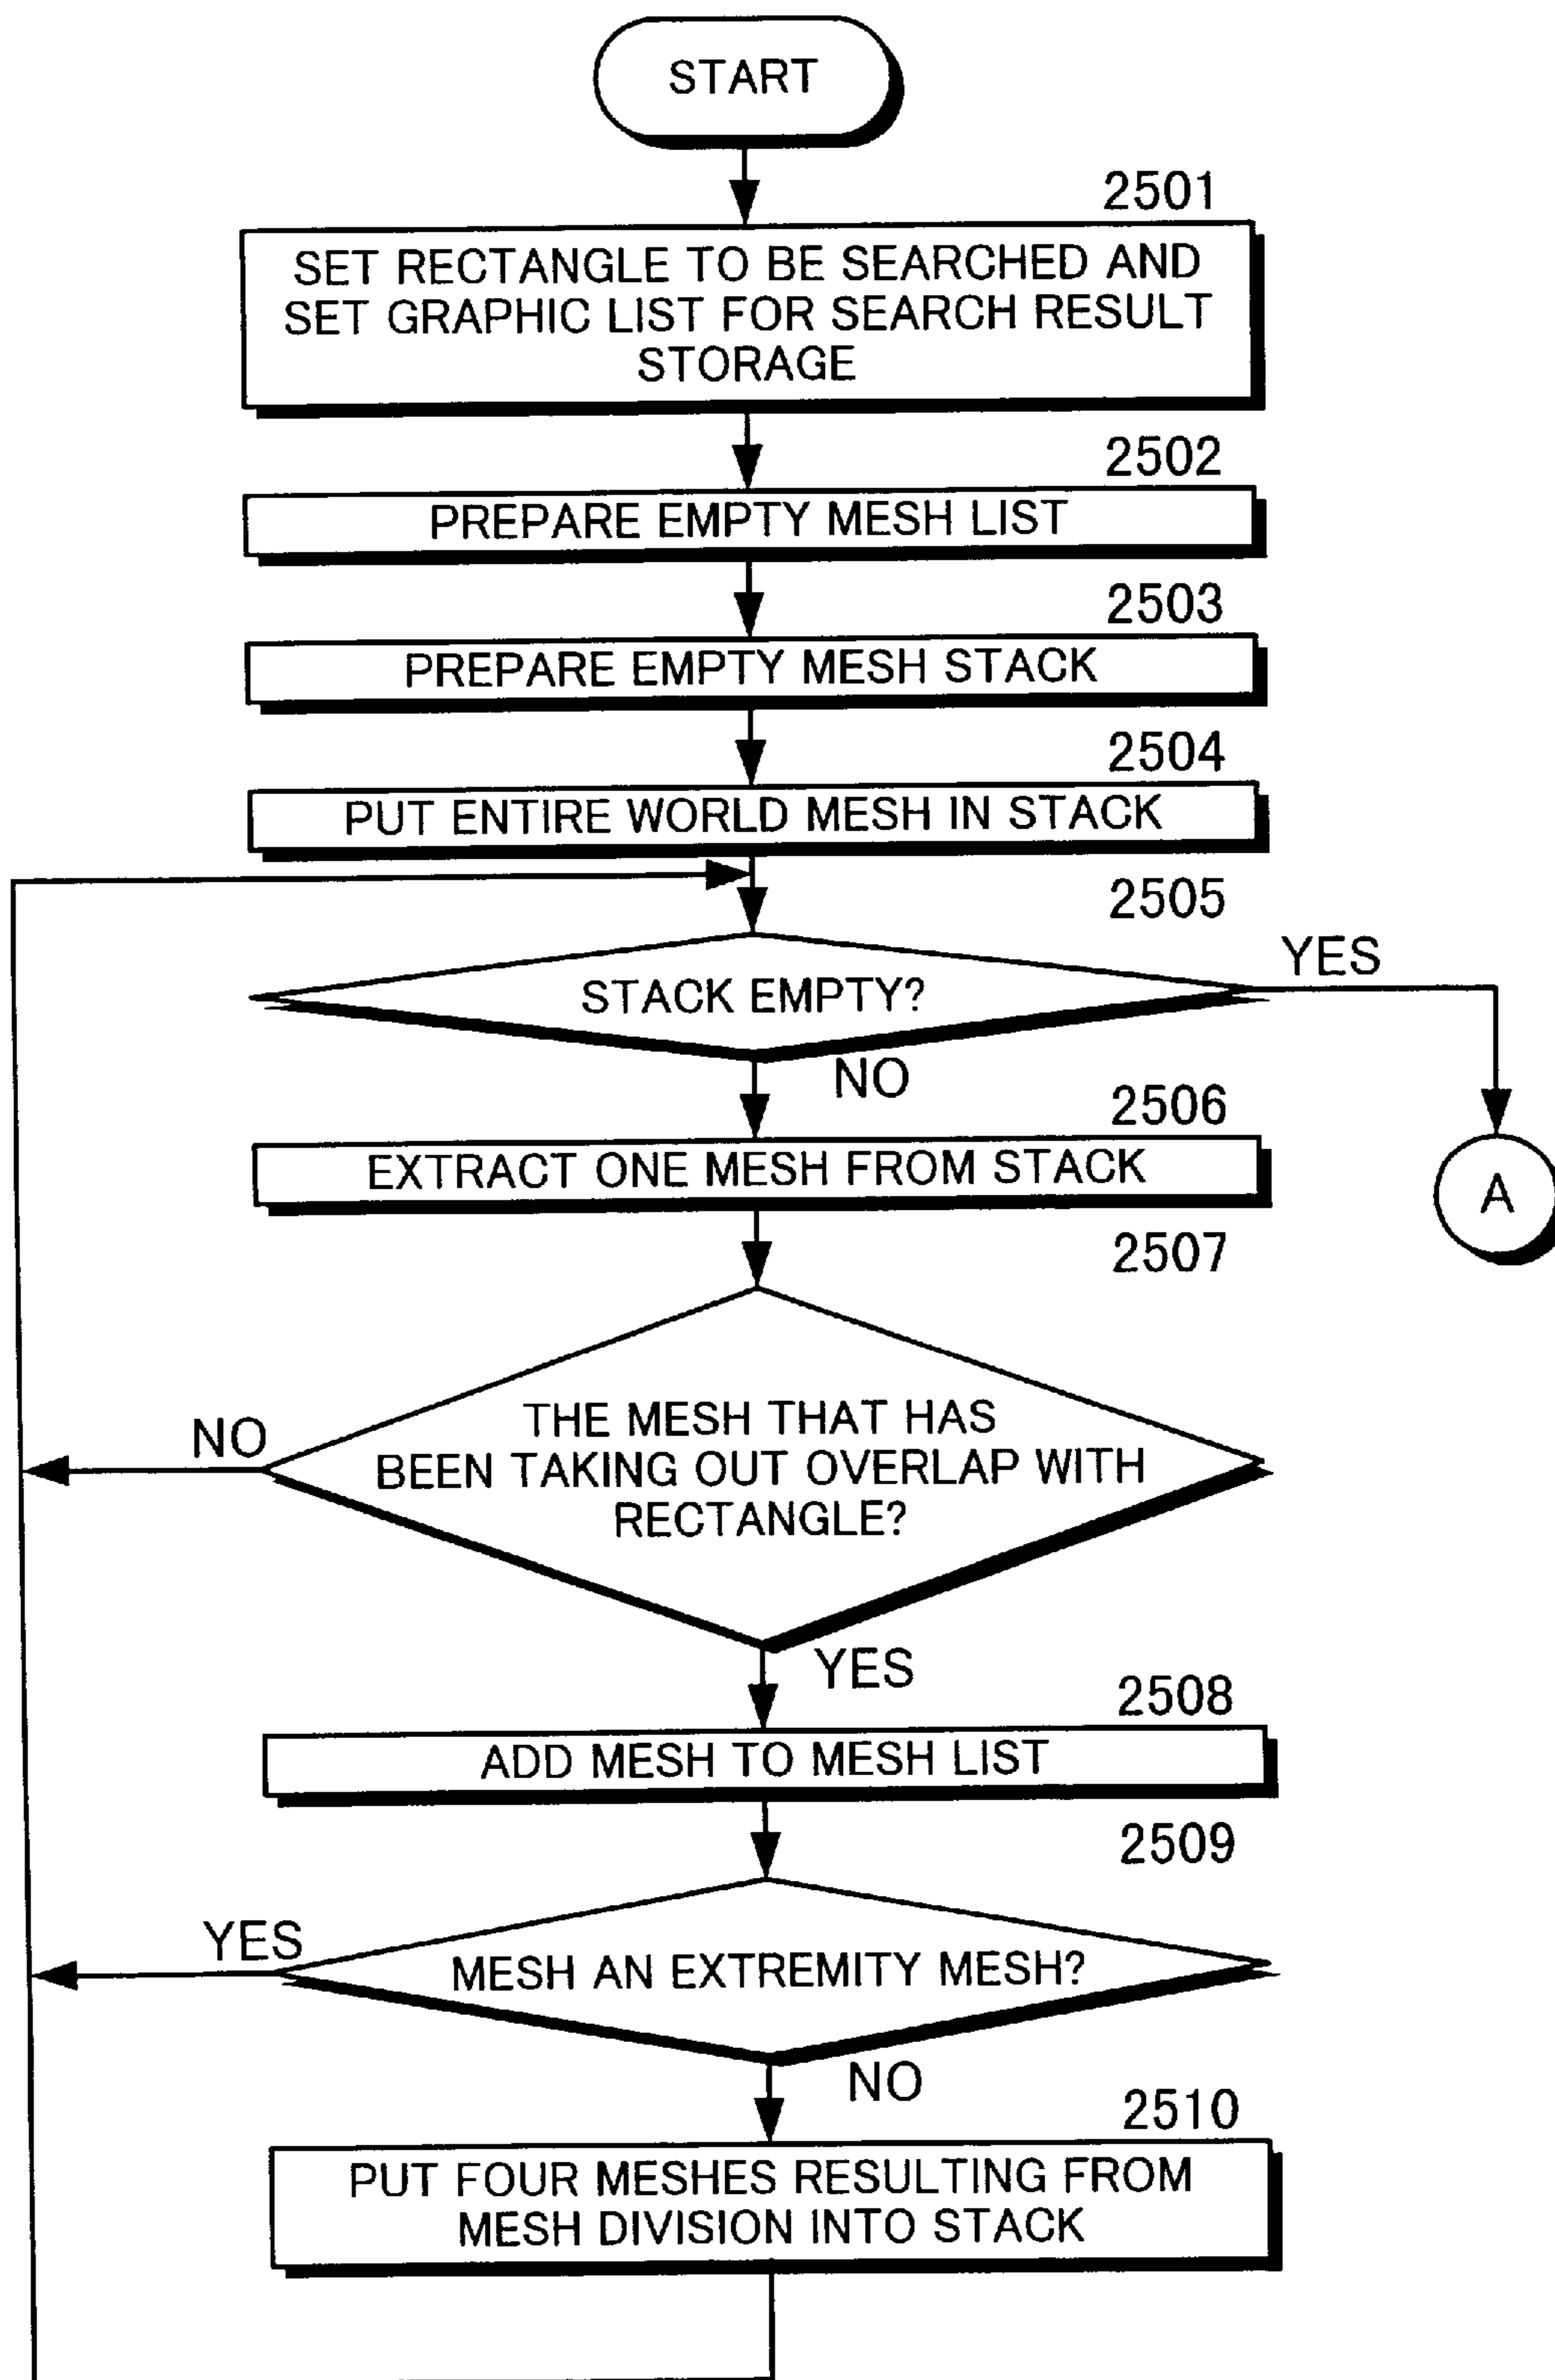 START
2501
SET RECTANGLE TO BE SEARCHED AND
SET GRAPHIC LIST FOR SEARCH RESULT
STORAGE
2502
PREPARE EMPTY MESH LIST
2503
PREPARE EMPTY MESH STACK
2504
PUT ENTIRE WORLD MESH IN STACK
2505
STACK EMPTY?
YES
NO
2506
EXTRACT ONE MESH FROM STACK
A
2507
THE MESH THAT HAS
BEEN TAKING OUT OVERLAP WITH
RECTANGLE?
NO
YES
2508
ADD MESH TO MESH LIST
2509
MESH AN EXTREMITY MESH?
YES
NO
2510
PUT FOUR MESHES RESULTING FROM
MESH DIVISION INTO STACK